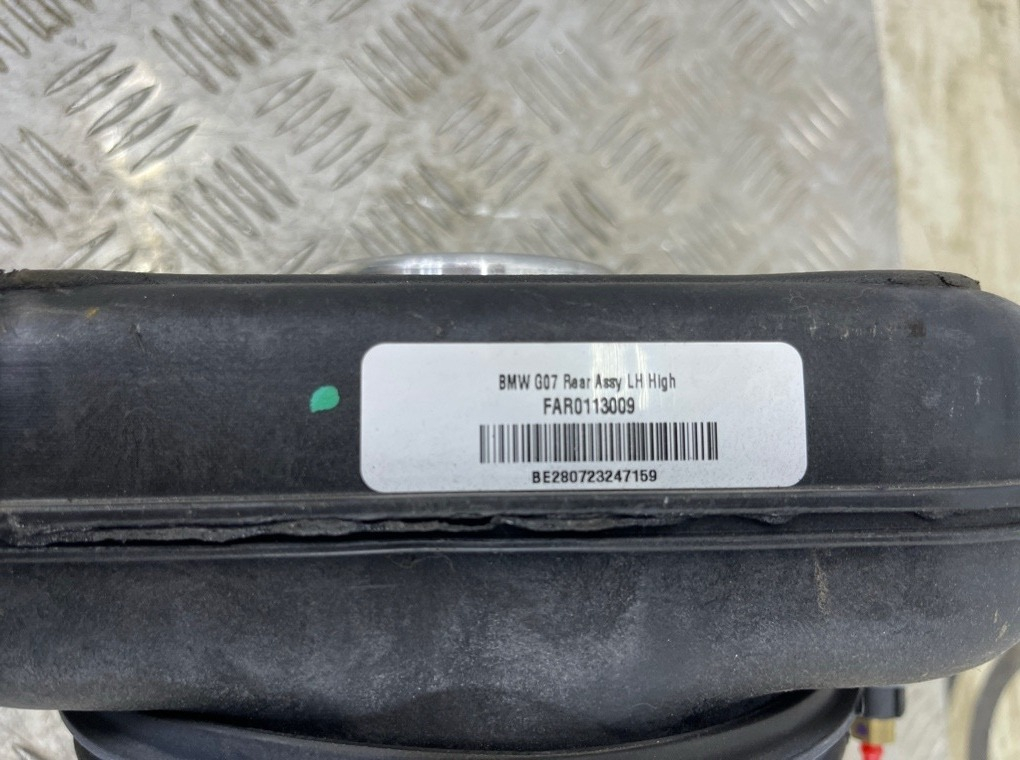 BMW G07 Rear Assy LH High
FAR0113009
BE280723247159